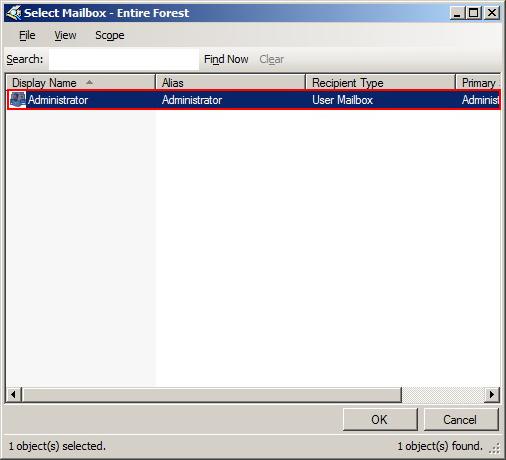 Select Mailbox - Entire Forest
File View Scope
Search: Find Now Clear
Display Name Alias Recipient Type Primary
Administrator Administrator User Mailbox Administ
OK Cancel
1 object(s) selected. 1 object(s) found.